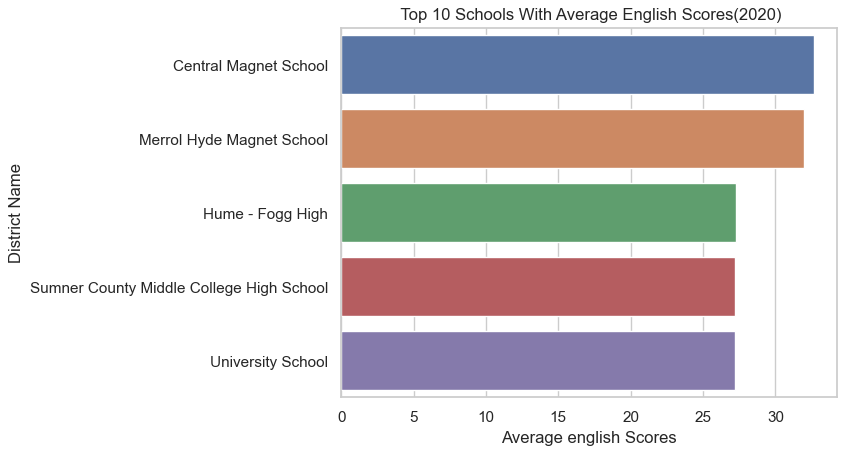 Top 10 Schools With Average English Scores(2020)
District Name
Central Magnet School
Merrol Hyde Magnet School
Hume - Fogg High
Sumner County Middle College High School
University School
0 5 10 15 20 25 30
Average english Scores